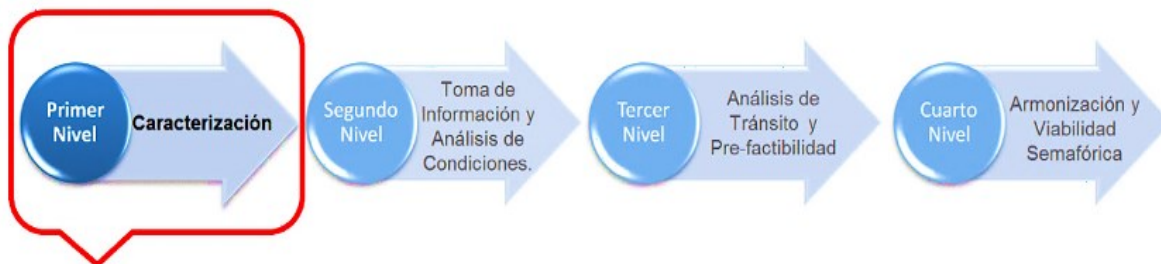 Primer
Nivel
Caracterización
Segundo
Nivel
Toma de
Información y
Análisis de
Condiciones.
Tercer
Nivel
Análisis de
Tránsito y
Pre-factibilidad
Cuarto
Nivel
Armonización y
Viabilidad
Semafórica